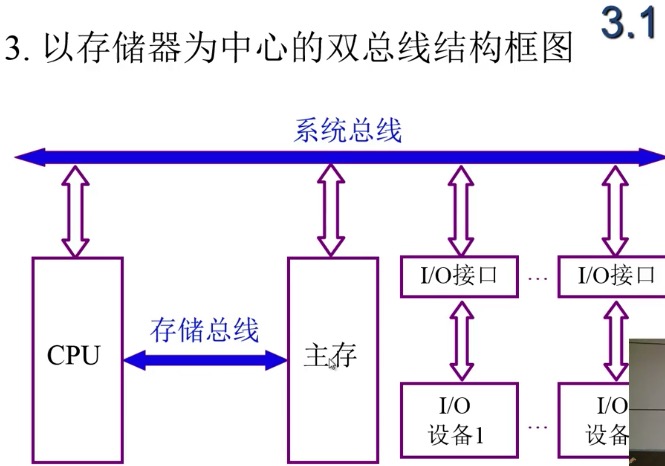 3.1
3. 以存储器为中心的双总线结构框图
系统总线
I/O接口 … I/O接口
存储总线
CPU
主存
I/O
设备1
…
I/O
设备